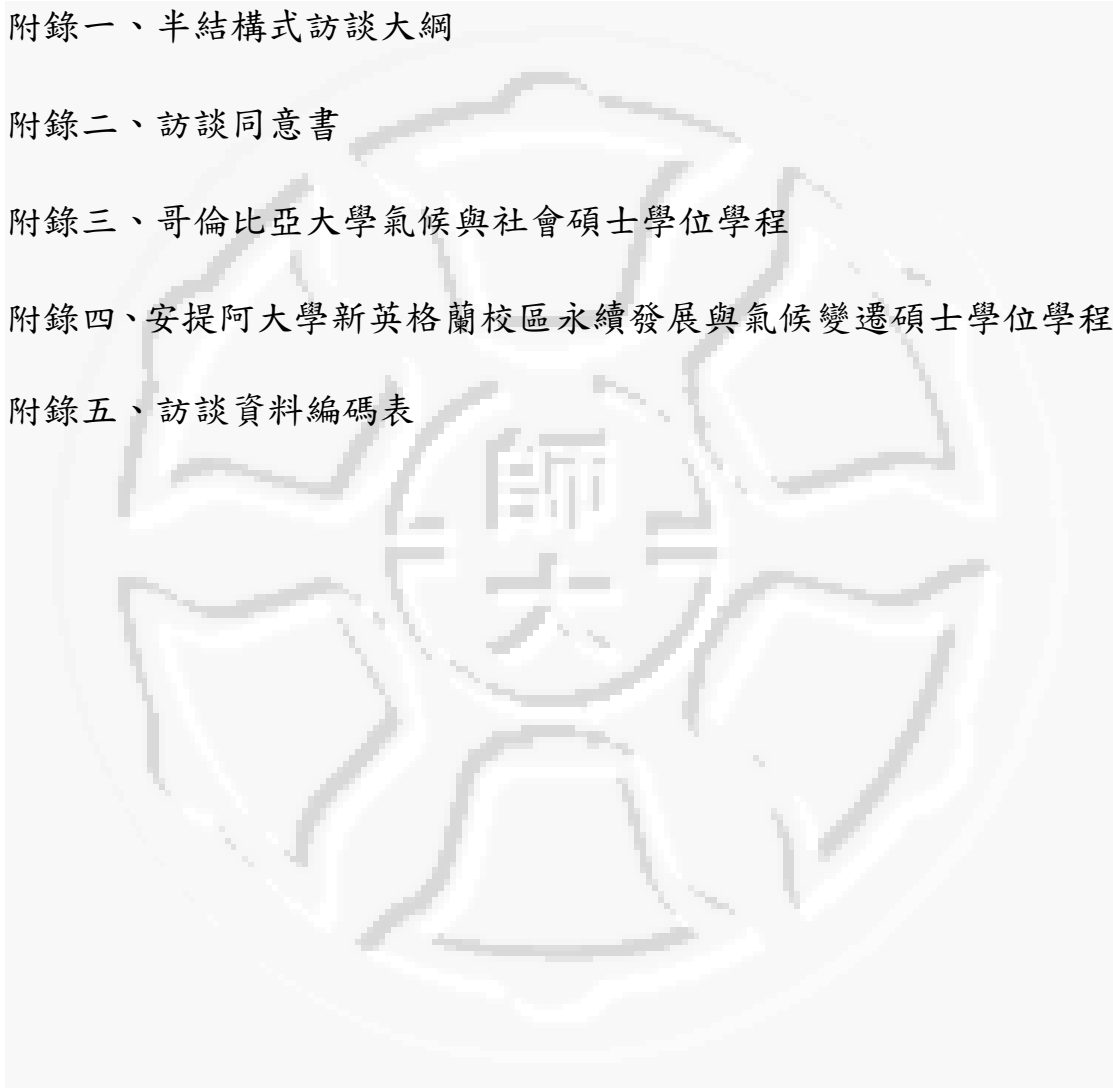 附錄一、半結構式訪談大綱
附錄二、訪談同意書
附錄三、哥倫比亞大學氣候與社會碩士學位學程
附錄四、安提阿大學新英格蘭校區永續發展與氣候變遷碩士學位學程
附錄五、訪談資料編碼表
師大